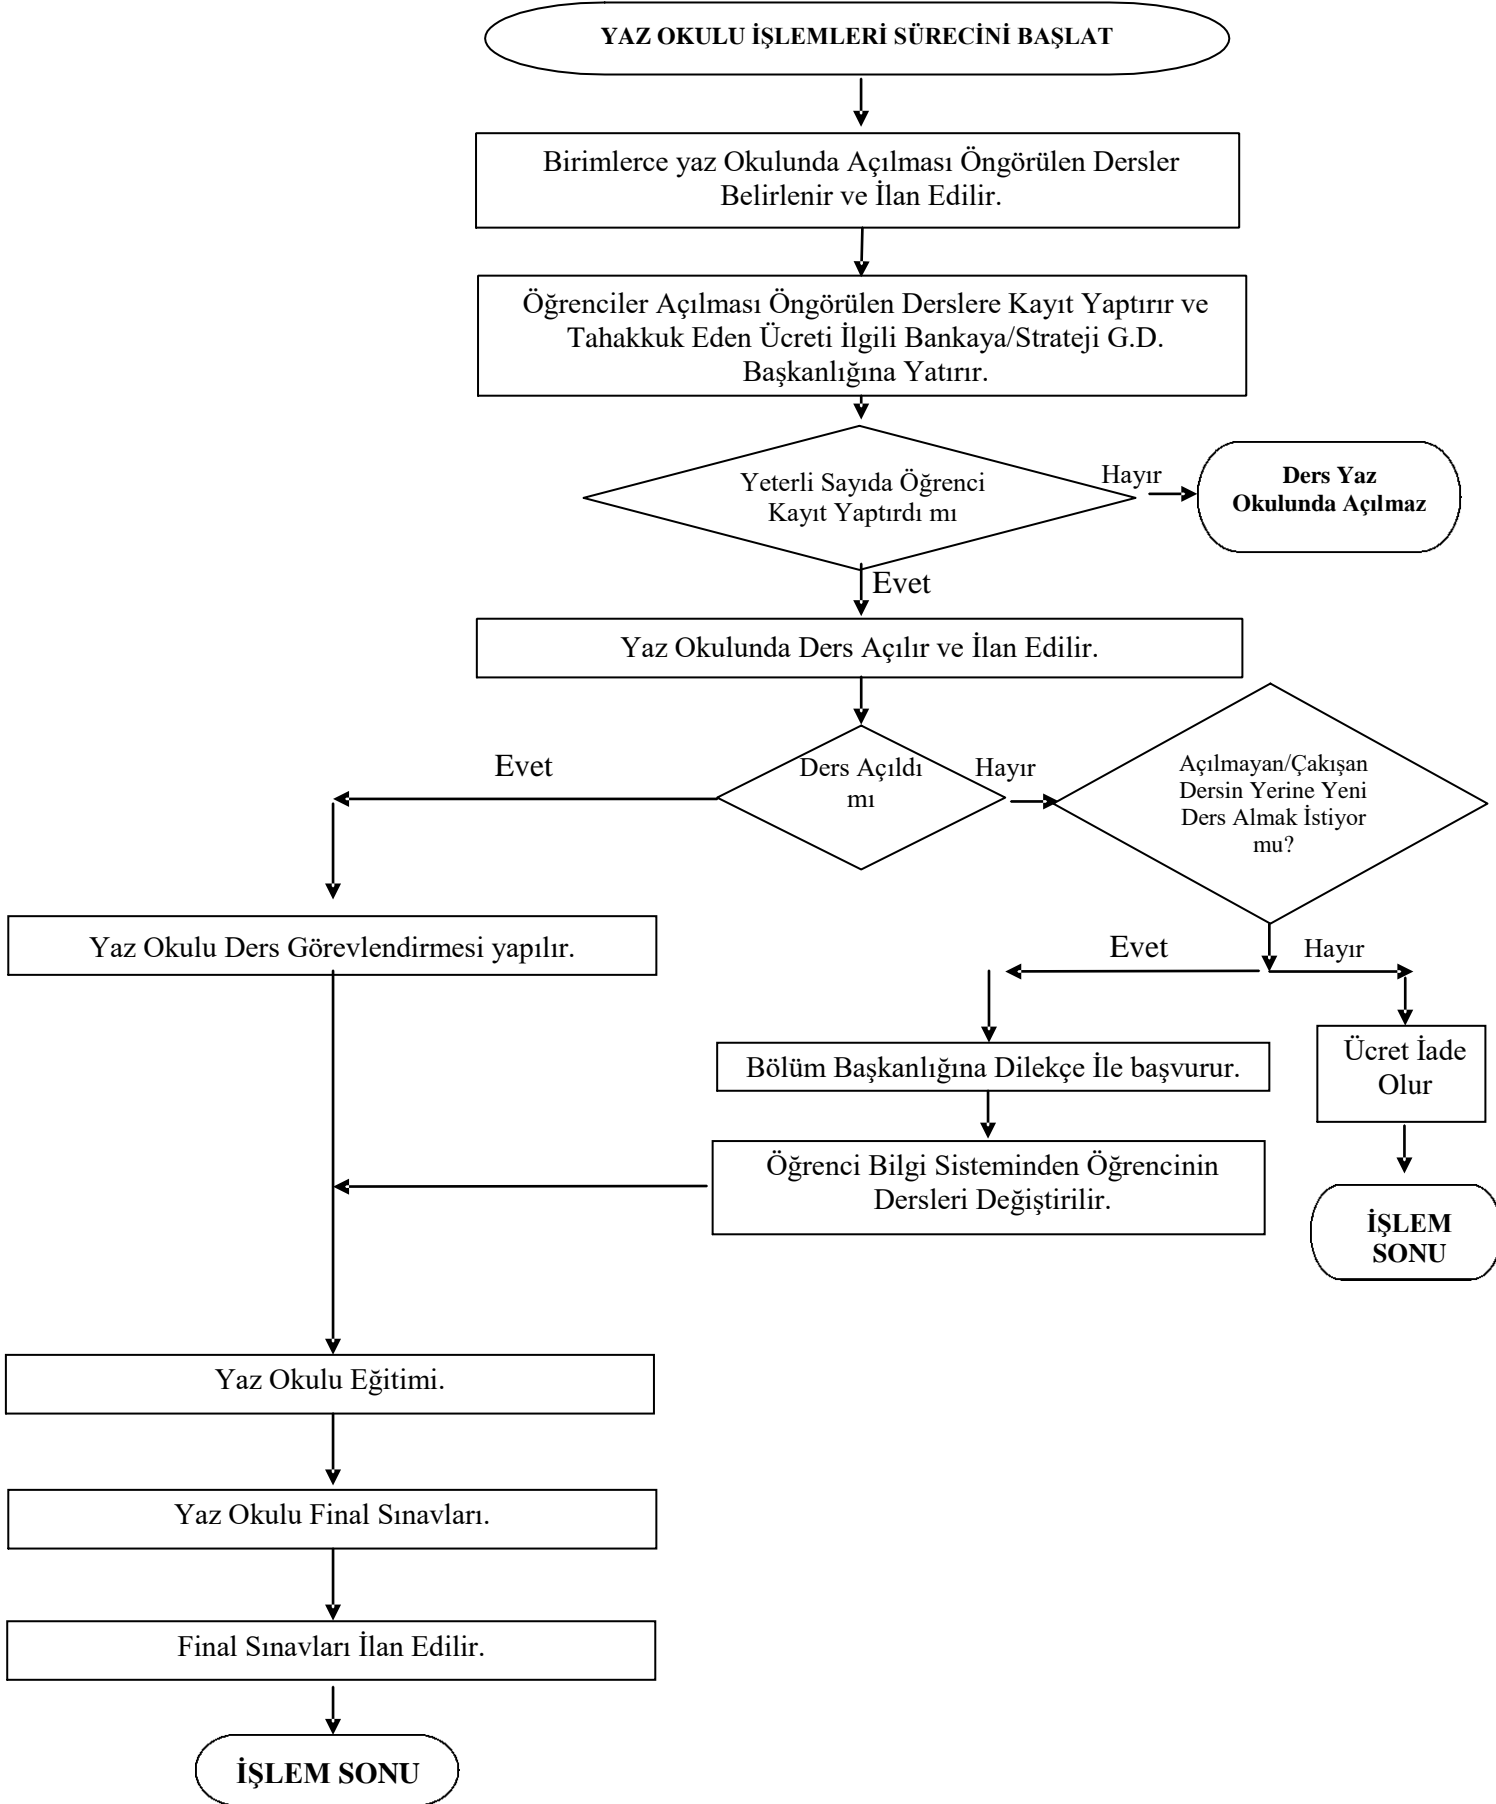 YAZ OKULU İŞLEMLERİ SÜRECİNİ BAŞLAT
Birimlerce yaz Okulunda Açılması Öngörülen Dersler
Belirlenir ve İlan Edilir.
Öğrenciler Açılması Öngörülen Derslere Kayıt Yaptırır ve
Tahakkuk Eden Ücreti İlgili Bankaya/Strateji G.D.
Başkanlığına Yatırır.
Yeterli Sayıda Öğrenci
Kayıt Yaptırdı mı
Hayır
Ders Yaz
Okulunda Açılmaz
Evet
Yaz Okulunda Ders Açılır ve İlan Edilir.
Evet
Ders Açıldı
mı
Hayır
Açılmayan/Çakışan
Dersin Yerine Yeni
Ders Almak İstiyor
mu?
Yaz Okulu Ders Görevlendirmesi yapılır.
Evet
Hayır
Bölüm Başkanlığına Dilekçe İle başvurur.
Ücret İade
Olur
Öğrenci Bilgi Sisteminden Öğrencinin
Dersleri Değiştirilir.
İŞLEM
SONU
Yaz Okulu Eğitimi.
Yaz Okulu Final Sınavları.
Final Sınavları İlan Edilir.
İŞLEM SONU